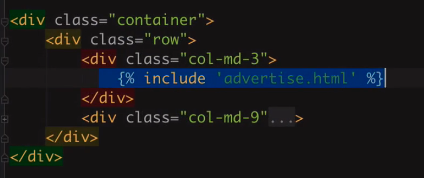 <div class="container">
<div class="row">
<div class="col-md-3">
{% include 'advertise.html' %}
</div>
<div class="col-md-9"...>
</div>
</div>